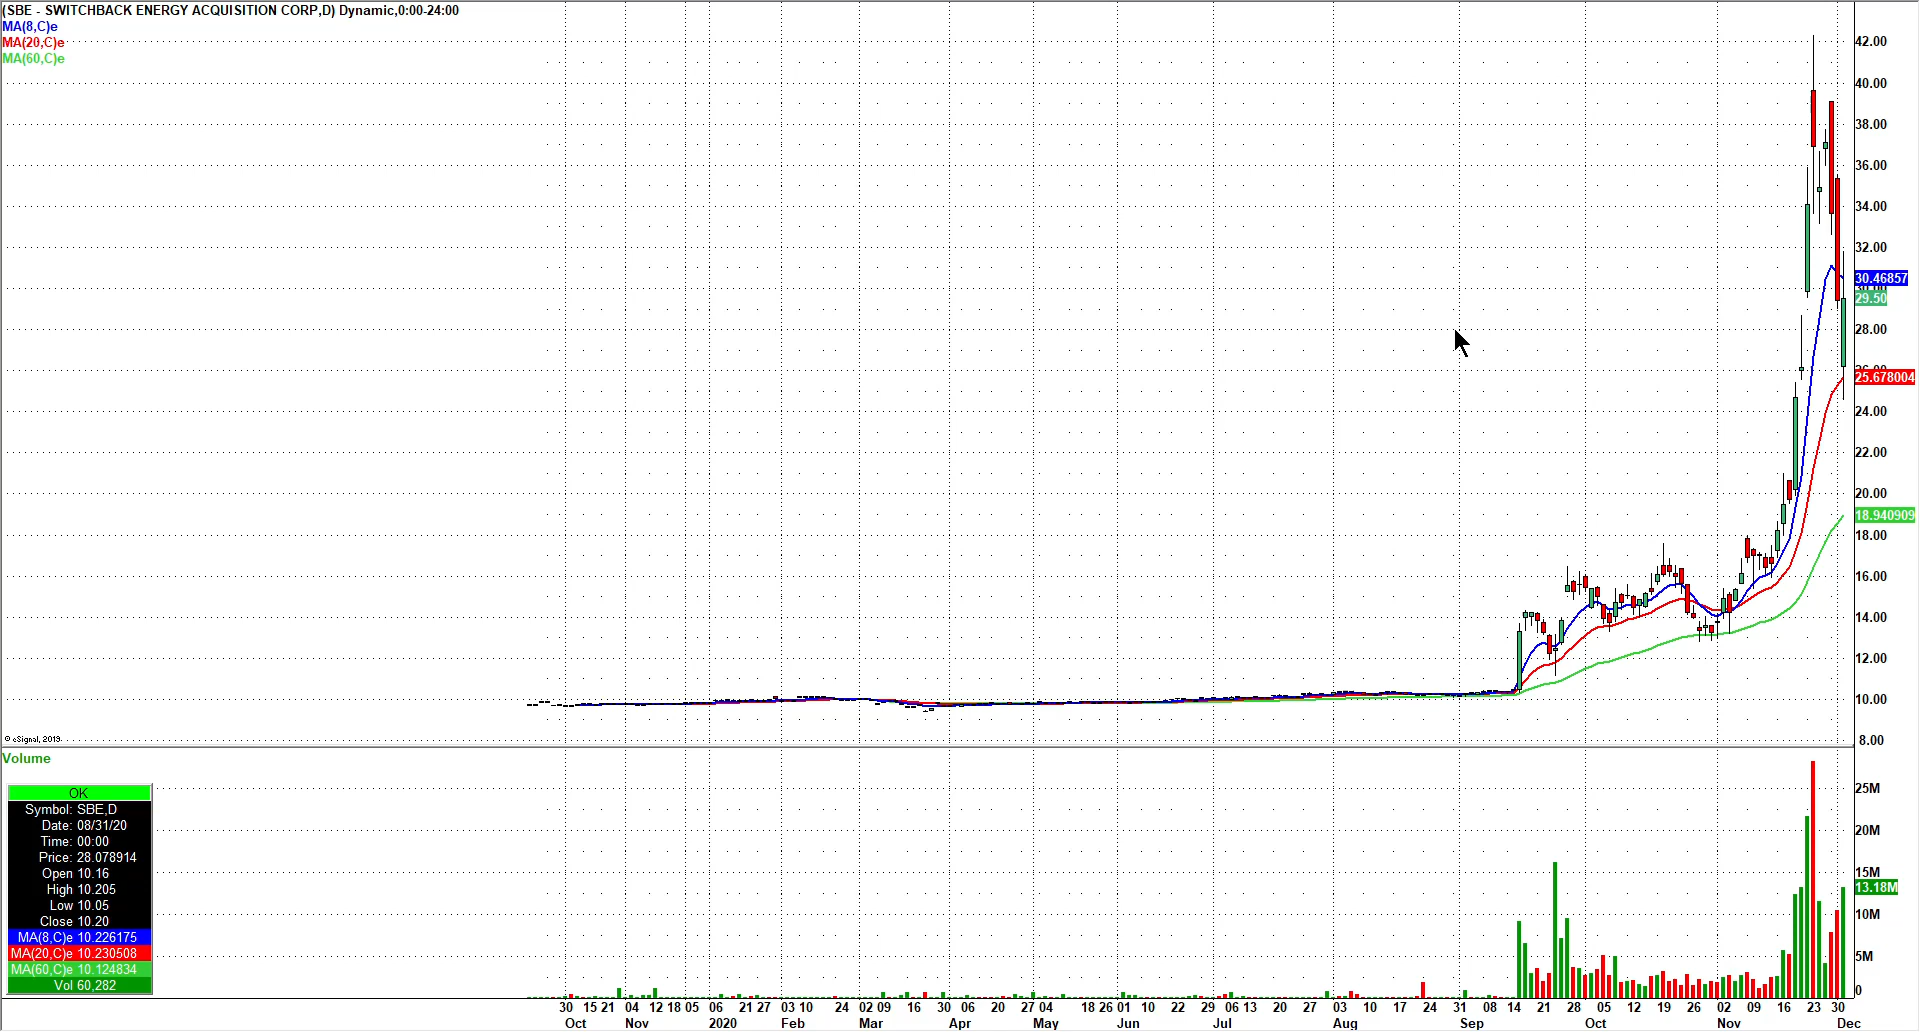 (SBE - SWITCHBACK ENERGY ACQUISITION CORP,D) Dynamic,0:00-24:00
MA(8,C)e
MA(20,C)e
MA(60,C)e
42.00
40.00
38.00
36.00
34.00
32.00
30.46857
30.00
29.50
28.00
26.00
25.678004
24.00
22.00
20.00
18.940909
18.00
16.00
14.00
12.00
10.00
8.00
© eSignal, 2019
Volume
25M
20M
15M
13.18M
10M
5M
0
OK
Symbol: SBE,D
Date: 08/31/20
Time: 00:00
Price: 28.078914
Open 10.16
High 10.205
Low 10.05
Close 10.20
MA(8,C)e 10.226175
MA(20,C)e 10.230508
MA(60,C)e 10.124834
Vol 60,282
30 15 21 04 12 18 05 06 21 27 03 10 24 02 09 16 30 06 20 27 04 18 26 01 10 22 29 06 13 20 27 03 10 17 24 31 08 14 21 28 05 12 19 26 02 09 16 23 30
Oct Nov 2020 Feb Mar Apr May Jun Jul Aug Sep Oct Nov Dec